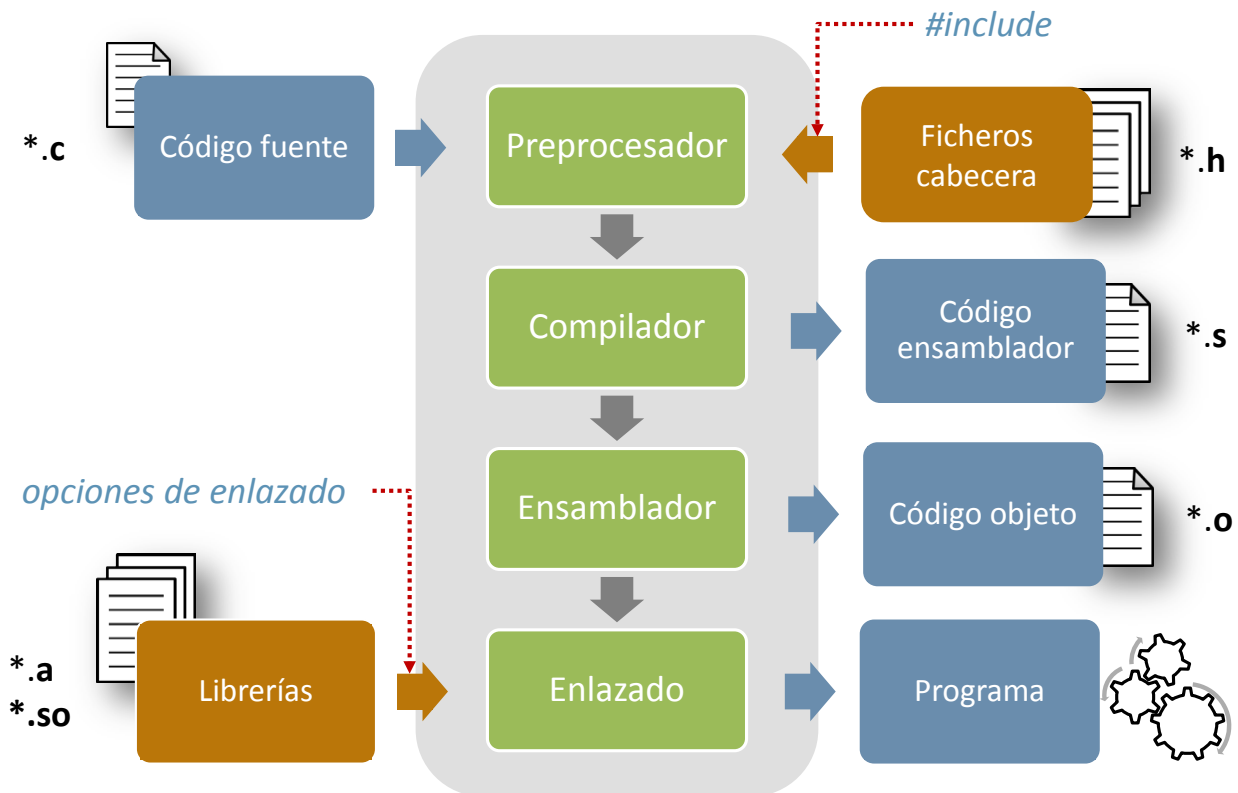 #include
*.c
Código fuente
Preprocesador
Ficheros
cabecera
*.h
Compilador
Código
ensamblador
*.s
opciones de enlazado
Ensamblador
Código objeto
*.o
*.a
*.so
Librerías
Enlazado
Programa